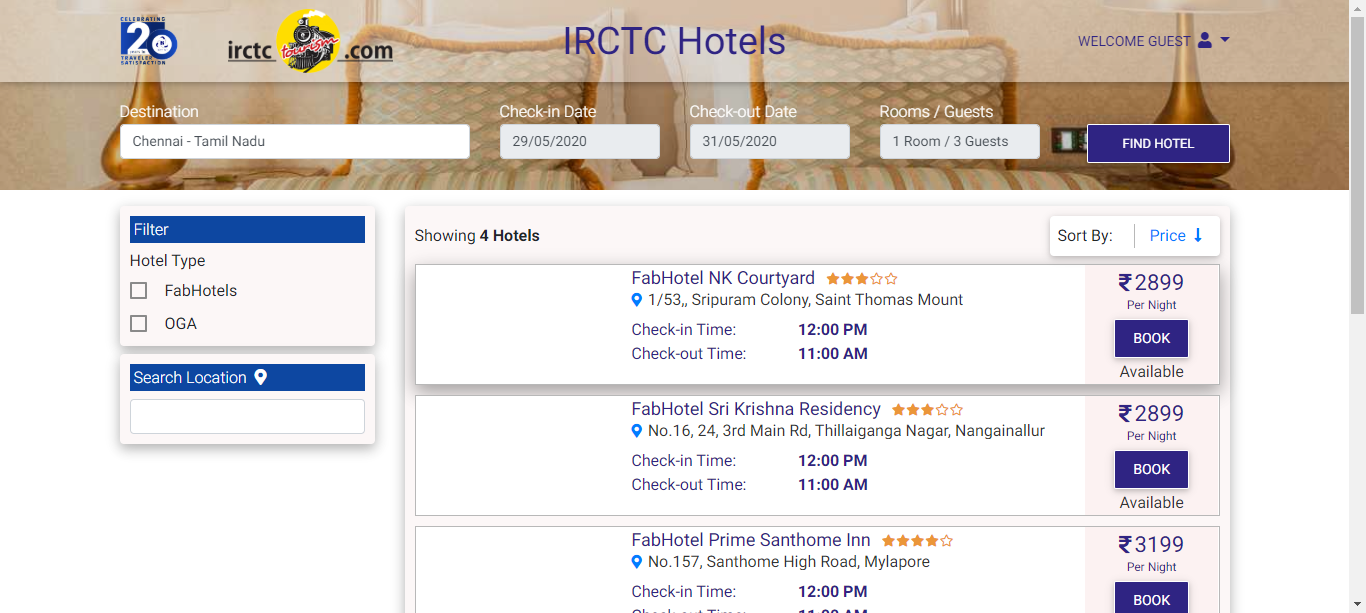 CELEBRATING
20
TRAVELER
SATISFACTION
irctc tourism .com
IRCTC Hotels
WELCOME GUEST
Destination
Check-in Date
Check-out Date
Rooms / Guests
Chennai - Tamil Nadu
29/05/2020
31/05/2020
1 Room / 3 Guests
FIND HOTEL
Filter
Hotel Type
FabHotels
OGA
Search Location
Showing 4 Hotels
Sort By:
Price
FabHotel NK Courtyard
1/53,, Sripuram Colony, Saint Thomas Mount
Check-in Time: 12:00 PM
Check-out Time: 11:00 AM
₹2899
Per Night
BOOK
Available
FabHotel Sri Krishna Residency
No.16, 24, 3rd Main Rd, Thillaiganga Nagar, Nangainallur
Check-in Time: 12:00 PM
Check-out Time: 11:00 AM
₹2899
Per Night
BOOK
Available
FabHotel Prime Santhome Inn
No.157, Santhome High Road, Mylapore
Check-in Time: 12:00 PM
₹3199
Per Night
BOOK